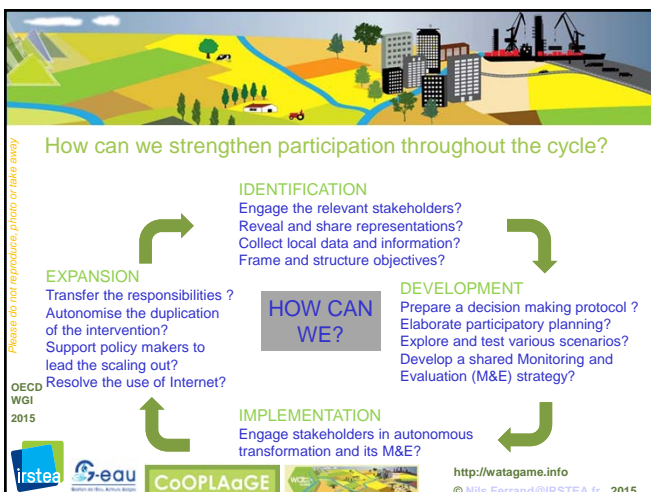 How can we strengthen participation throughout the cycle?
IDENTIFICATION
Engage the relevant stakeholders?
Reveal and share representations?
Collect local data and information?
Frame and structure objectives?
DEVELOPMENT
Prepare a decision making protocol ?
Elaborate participatory planning?
Explore and test various scenarios?
Develop a shared Monitoring and
Evaluation (M&E) strategy?
HOW CAN
WE?
EXPANSION
Transfer the responsibilities ?
Autonomise the duplication
of the intervention?
Support policy makers to
lead the scaling out?
Resolve the use of Internet?
IMPLEMENTATION
Engage stakeholders in autonomous
transformation and its M&E?
Please do not reproduce, photo or take away
OECD
WGI
2015
irstea
G-eau
CoOPLAaGE
http://watagame.info
© Nils.Ferrand@IRSTEA.fr 2015